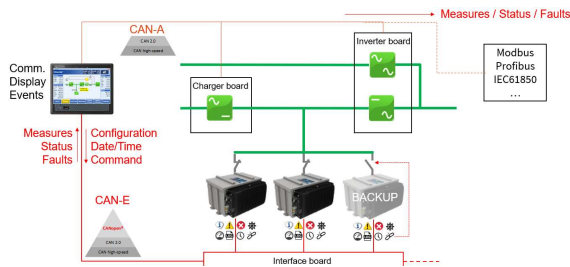 CAN-A
CAN 2.0
CAN high-speed
Measures / Status / Faults
Comm.
Display
Events
Inverter board
Modbus
Profibus
IEC61850
…
Charger board
Measures
Status
Faults
Configuration
Date/Time
Command
BACKUP
CAN-E
CANopen
CAN 2.0
CAN high-speed
Interface board